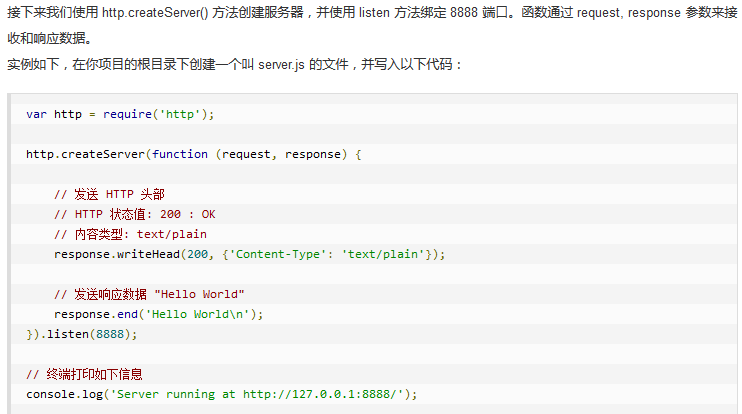 接下来我们使用 http.createServer() 方法创建服务器，并使用 listen 方法绑定 8888 端口。函数通过 request, response 参数来接
收和响应数据。
实例如下，在你项目的根目录下创建一个叫 server.js 的文件，并写入以下代码：
var http = require('http');
http.createServer(function (request, response) {
// 发送 HTTP 头部
// HTTP 状态值: 200 : OK
// 内容类型: text/plain
response.writeHead(200, {'Content-Type': 'text/plain'});
// 发送响应数据 "Hello World"
response.end('Hello World\n');
}).listen(8888);
// 终端打印如下信息
console.log('Server running at http://127.0.0.1:8888/');